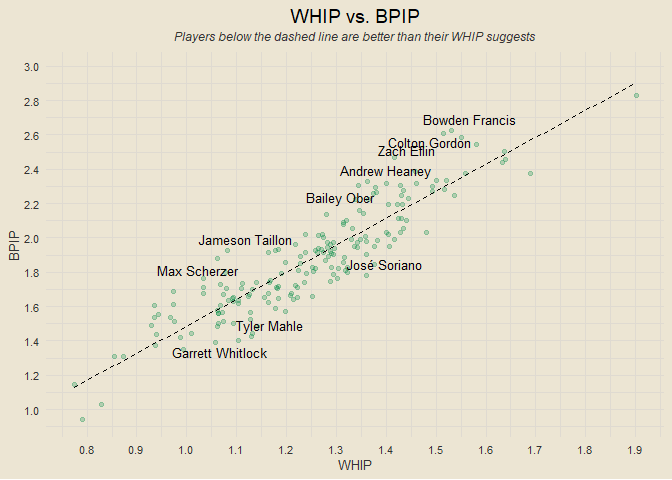 WHIP vs. BPIP
Players below the dashed line are better than their WHIP suggests
3.0
2.8
2.6
2.4
2.2
2.0
1.8
1.6
1.4
1.2
1.0
BPIP
Bowden Francis
Colton Gordon
Zach Eflin
Andrew Heaney
Bailey Ober
Jameson Taillon
José Soriano
Max Scherzer
Tyler Mahle
Garrett Whitlock
0.8 0.9 1.0 1.1 1.2 1.3 1.4 1.5 1.6 1.7 1.8 1.9
WHIP